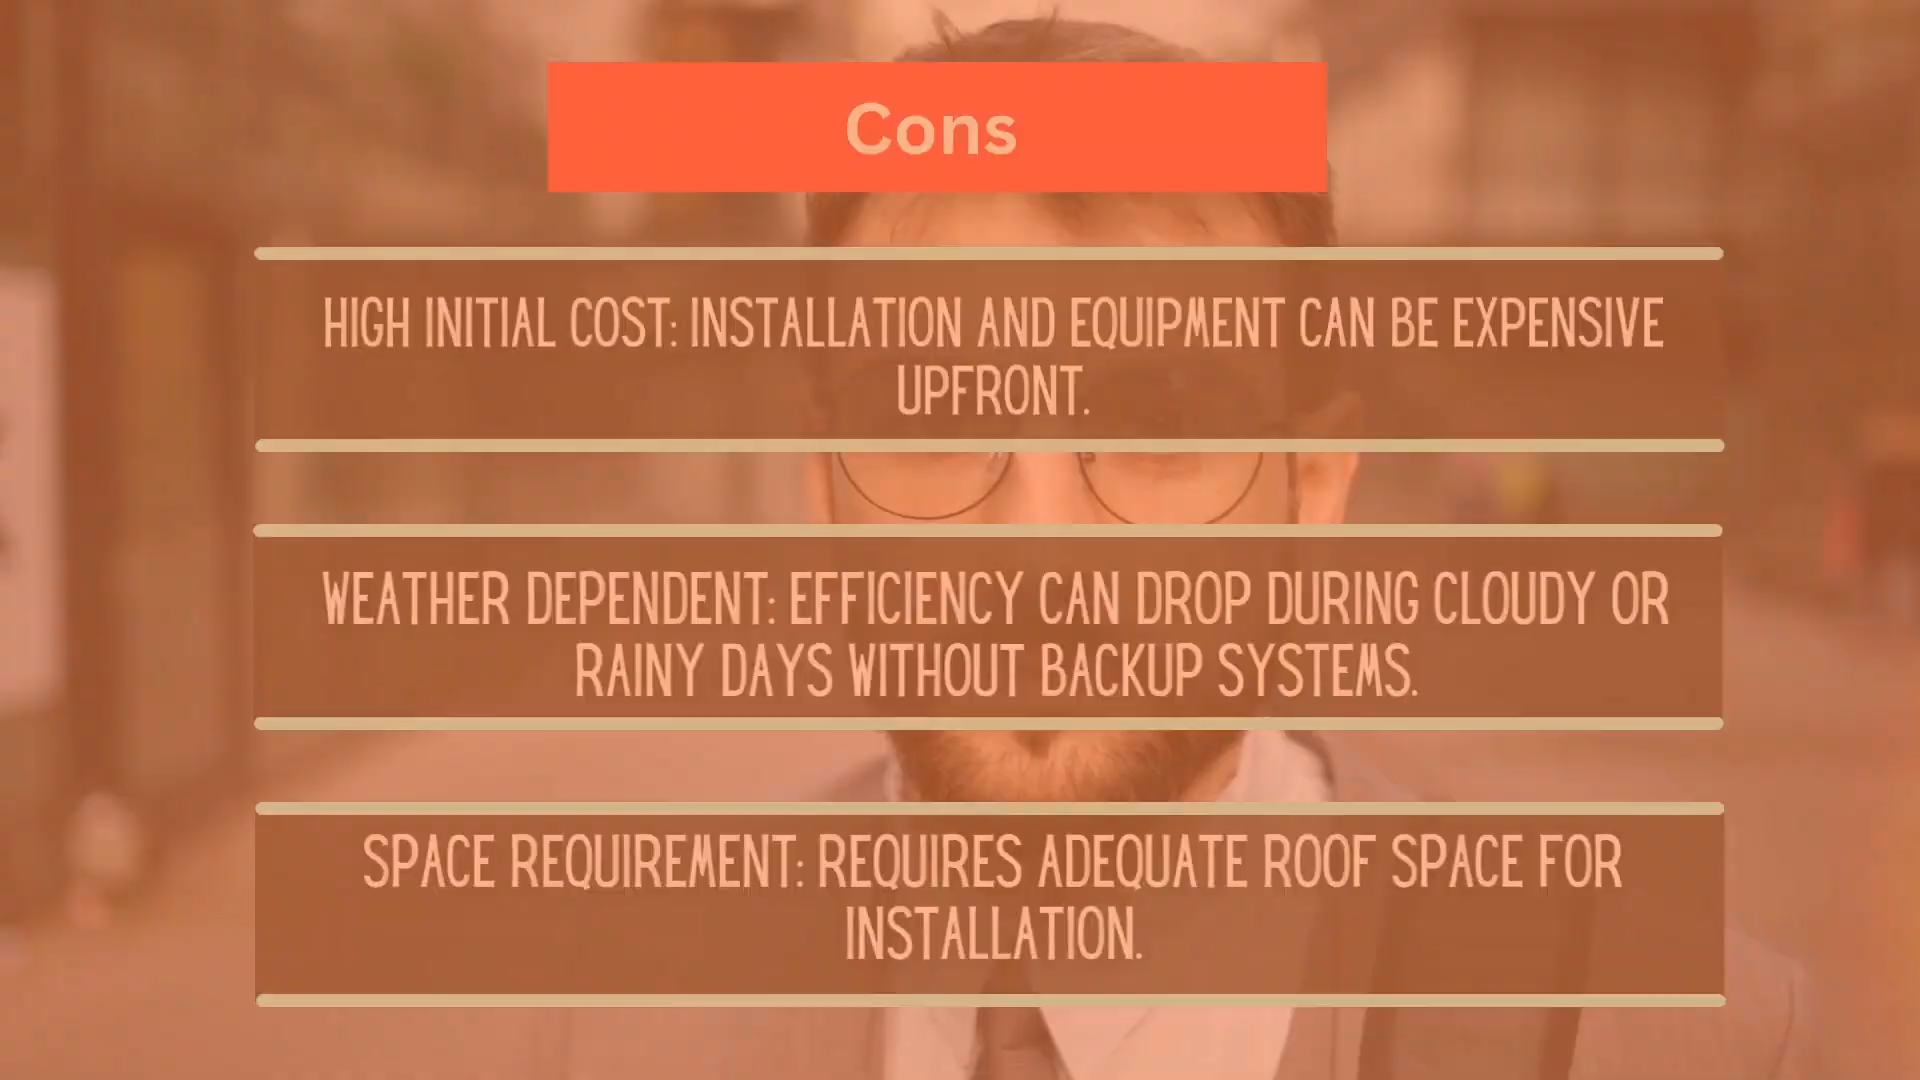 Cons
HIGH INITIAL COST: INSTALLATION AND EQUIPMENT CAN BE EXPENSIVE
UPFRONT.
WEATHER DEPENDENT: EFFICIENCY CAN DROP DURING CLOUDY OR
RAINY DAYS WITHOUT BACKUP SYSTEMS.
SPACE REQUIREMENT: REQUIRES ADEQUATE ROOF SPACE FOR
INSTALLATION.